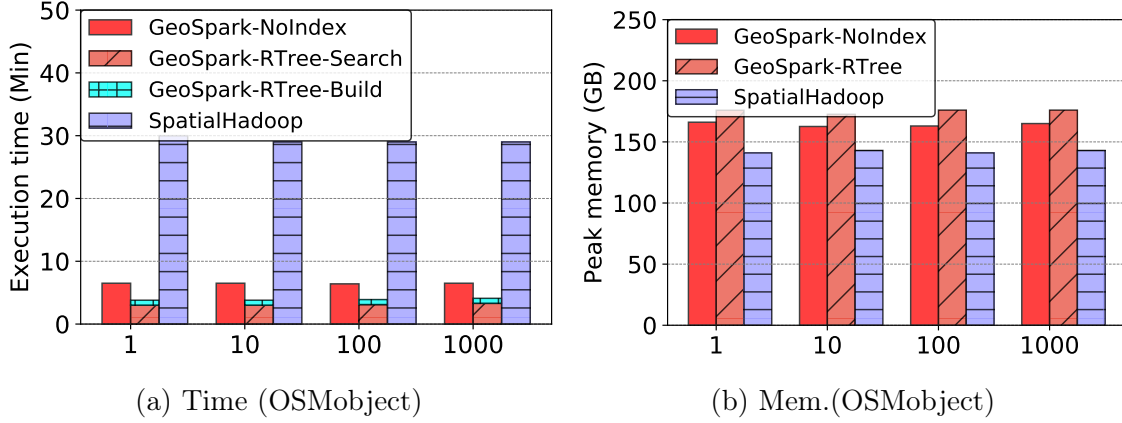 50
40
30
20
10
0
Execution time (Min)
GeoSpark-NoIndex
GeoSpark-RTree-Search
GeoSpark-RTree-Build
SpatialHadoop
1 10 100 1000
(a) Time (OSMobject)
250
200
150
100
50
0
Peak memory (GB)
GeoSpark-NoIndex
GeoSpark-RTree
SpatialHadoop
1 10 100 1000
(b) Mem.(OSMobject)